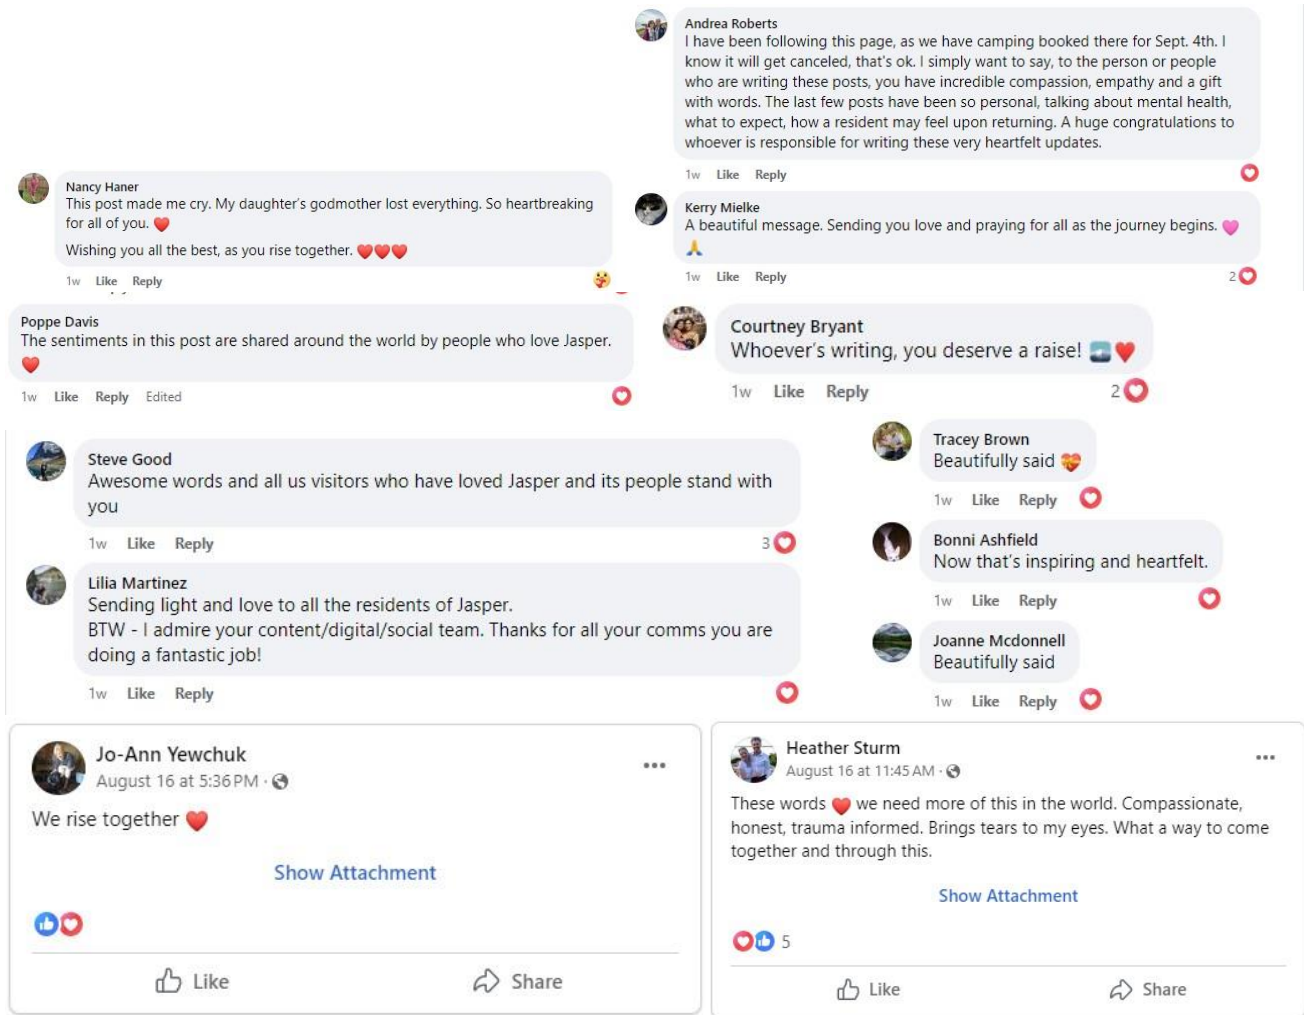 Andrea Roberts
I have been following this page, as we have camping booked there for Sept. 4th. I
know it will get canceled, that's ok. I simply want to say, to the person or people
who are writing these posts, you have incredible compassion, empathy and a gift
with words. The last few posts have been so personal, talking about mental health,
what to expect, how a resident may feel upon returning. A huge congratulations to
whoever is responsible for writing these very heartfelt updates.
1w Like Reply
Nancy Haner
This post made me cry. My daughter's godmother lost everything. So heartbreaking
for all of you. ❤️
Wishing you all the best, as you rise together. ❤️❤️❤️
1w Like Reply
Kerry Mielke
A beautiful message. Sending you love and praying for all as the journey begins. 🩷
🙏
1w Like Reply 2
Poppe Davis
The sentiments in this post are shared around the world by people who love Jasper.
❤️
1w Like Reply Edited
Courtney Bryant
Whoever's writing, you deserve a raise! ❤️
1w Like Reply 2
Steve Good
Awesome words and all us visitors who have loved Jasper and its people stand with
you
1w Like Reply 3
Lilia Martinez
Sending light and love to all the residents of Jasper.
BTW - I admire your content/digital/social team. Thanks for all your comms you are
doing a fantastic job!
1w Like Reply
Tracey Brown
Beautifully said 💝
1w Like Reply
Bonni Ashfield
Now that's inspiring and heartfelt.
1w Like Reply
Joanne Mcdonnell
Beautifully said
1w Like Reply
Jo-Ann Yewchuk
August 16 at 5:36 PM ·
We rise together ❤️
Show Attachment
Like Share
Heather Sturm
August 16 at 11:45 AM ·
These words ❤️ we need more of this in the world. Compassionate,
honest, trauma informed. Brings tears to my eyes. What a way to come
together and through this.
Show Attachment
5
Like Share